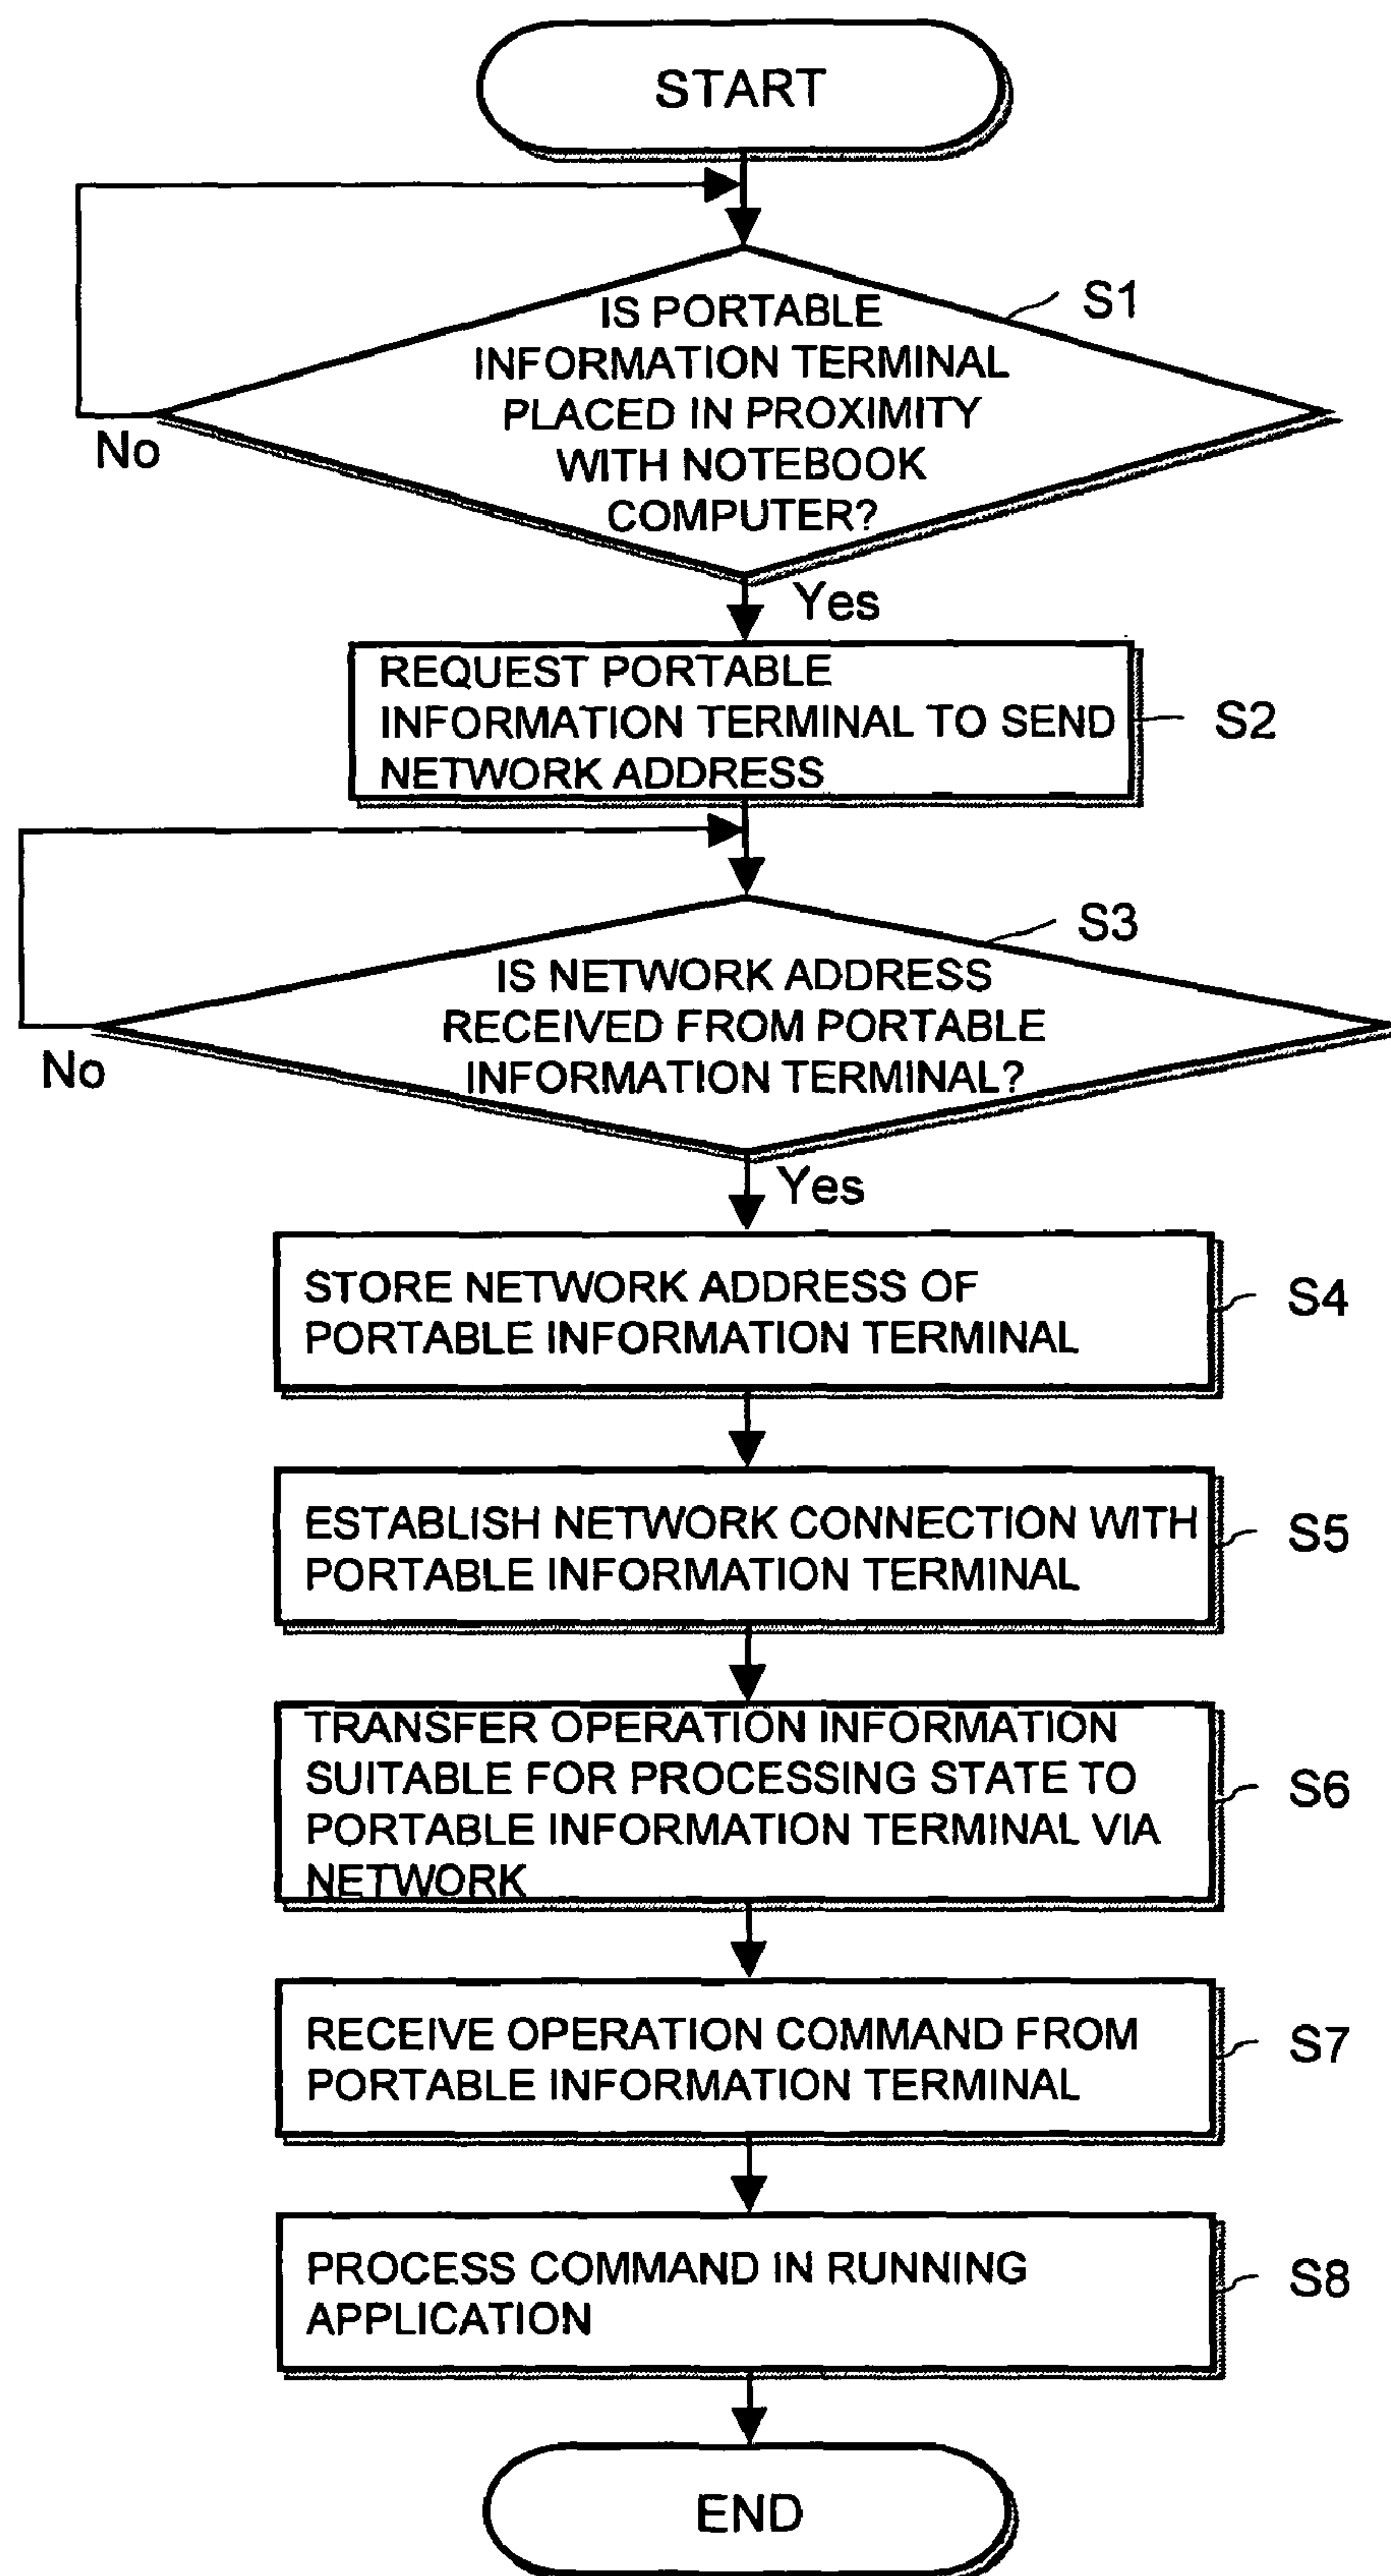 START
IS PORTABLE
INFORMATION TERMINAL
PLACED IN PROXIMITY
WITH NOTEBOOK
COMPUTER?
S1
No
Yes
REQUEST PORTABLE
INFORMATION TERMINAL TO SEND
NETWORK ADDRESS
S2
IS NETWORK ADDRESS
RECEIVED FROM PORTABLE
INFORMATION TERMINAL?
S3
No
Yes
STORE NETWORK ADDRESS OF
PORTABLE INFORMATION TERMINAL
S4
ESTABLISH NETWORK CONNECTION WITH
PORTABLE INFORMATION TERMINAL
S5
TRANSFER OPERATION INFORMATION
SUITABLE FOR PROCESSING STATE TO
PORTABLE INFORMATION TERMINAL VIA
NETWORK
S6
RECEIVE OPERATION COMMAND FROM
PORTABLE INFORMATION TERMINAL
S7
PROCESS COMMAND IN RUNNING
APPLICATION
S8
END